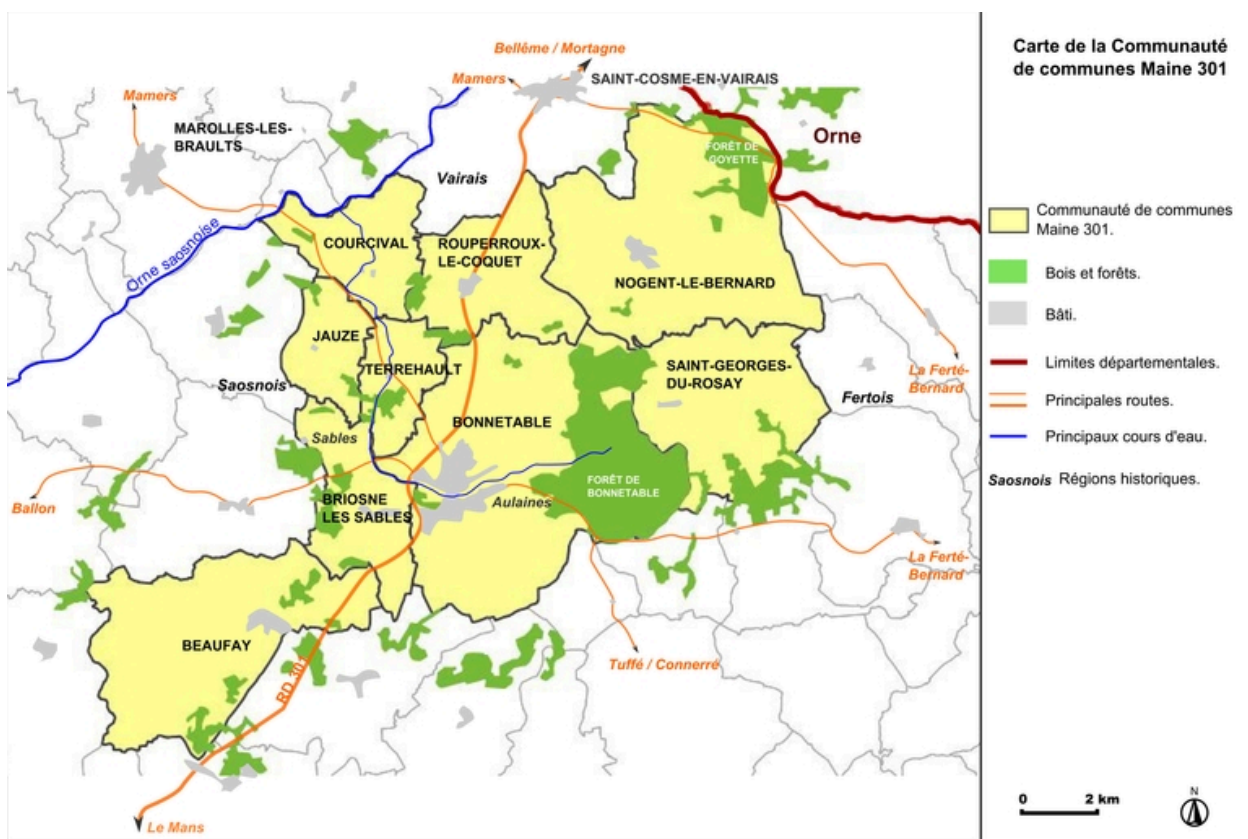 Bellême / Mortagne
Mamers
SAINT-COSME-EN-VAIRAIS
Mamers
MAROLLES-LES-
BRAULTS
Orne
FORÊT DE
GOYETTE
Vairais
Orne saosnoise
COURCIVAL
ROUPERROUX-
LE-COQUET
NOGENT-LE-BERNARD
JAUZE
TERREHAULT
SAINT-GEORGES-
DU-ROSAY
La Ferté-
Bernard
Saosnois
Fertois
BONNETABLE
Sables
FORÊT DE
BONNETABLE
Aulaines
Ballon
BRIOSNE
LES SABLES
La Ferté-
Bernard
BEAUFAY
RD 301
Tuffé / Connerré
Le Mans
Carte de la Communauté
de communes Maine 301
Communauté de communes
Maine 301.
Bois et forêts.
Bâti.
Limites départementales.
Principales routes.
Principaux cours d'eau.
Saosnois Régions historiques.
0 2 km
N